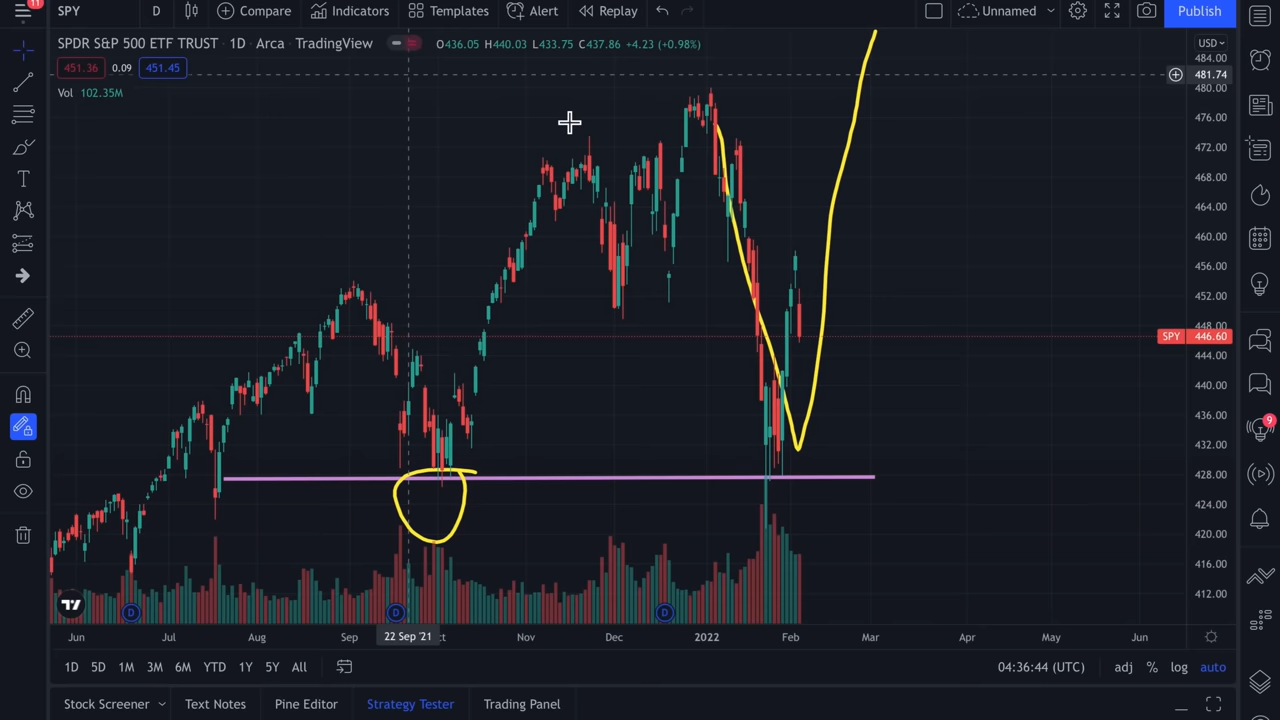 11
SPY D Compare Indicators Templates Alert Replay Unnamed Publish
SPDR S&P 500 ETF TRUST · 1D · Arca · TradingView O436.05 H440.03 L433.75 C437.86 +4.23 (+0.98%) USD
451.36 0.09 451.45
Vol 102.35M
484.00
481.74
480.00
476.00
472.00
468.00
464.00
460.00
456.00
452.00
448.00
SPY 446.60
444.00
440.00
436.00
432.00
428.00
424.00
420.00
416.00
412.00
9
D D D
Jun Jul Aug Sep 22 Sep '21 Nov Dec 2022 Feb Mar Apr May Jun
1D 5D 1M 3M 6M YTD 1Y 5Y All 04:36:44 (UTC) adj % log auto
Stock Screener Text Notes Pine Editor Strategy Tester Trading Panel